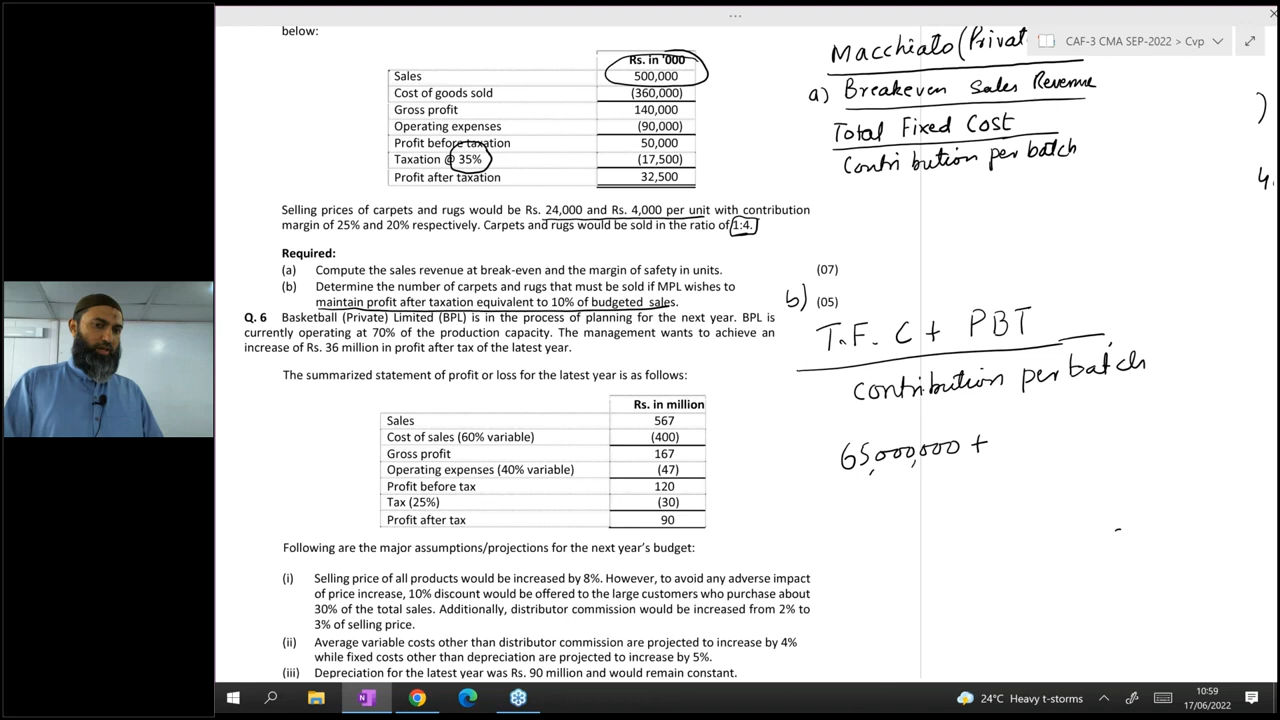 below:
Rs. in '000
Sales 500,000
Cost of goods sold (360,000)
Gross profit 140,000
Operating expenses (90,000)
Profit before taxation 50,000
Taxation @ 35% (17,500)
Profit after taxation 32,500
Selling prices of carpets and rugs would be Rs. 24,000 and Rs. 4,000 per unit with contribution
margin of 25% and 20% respectively. Carpets and rugs would be sold in the ratio of 1:4.
Required:
(a) Compute the sales revenue at break-even and the margin of safety in units. (07)
(b) Determine the number of carpets and rugs that must be sold if MPL wishes to
maintain profit after taxation equivalent to 10% of budgeted sales. (05)
Q. 6 Basketball (Private) Limited (BPL) is in the process of planning for the next year. BPL is
currently operating at 70% of the production capacity. The management wants to achieve an
increase of Rs. 36 million in profit after tax of the latest year.
The summarized statement of profit or loss for the latest year is as follows:
Rs. in million
Sales 567
Cost of sales (60% variable) (400)
Gross profit 167
Operating expenses (40% variable) (47)
Profit before tax 120
Tax (25%) (30)
Profit after tax 90
Following are the major assumptions/projections for the next year's budget:
(i) Selling price of all products would be increased by 8%. However, to avoid any adverse impact
of price increase, 10% discount would be offered to the large customers who purchase about
30% of the total sales. Additionally, distributor commission would be increased from 2% to
3% of selling price.
(ii) Average variable costs other than distributor commission are projected to increase by 4%
while fixed costs other than depreciation are projected to increase by 5%.
(iii) Depreciation for the latest year was Rs. 90 million and would remain constant.
CAF-3 CMA SEP-2022 > Cvp
Macchiato (Privat
a) Breakeven Sales Revenue
Total Fixed Cost
Contribution per batch
)
4.
b)
T.F.C + PBT
contribution per batch
65,000,000 +
24°C Heavy t-storms
10:59
17/06/2022